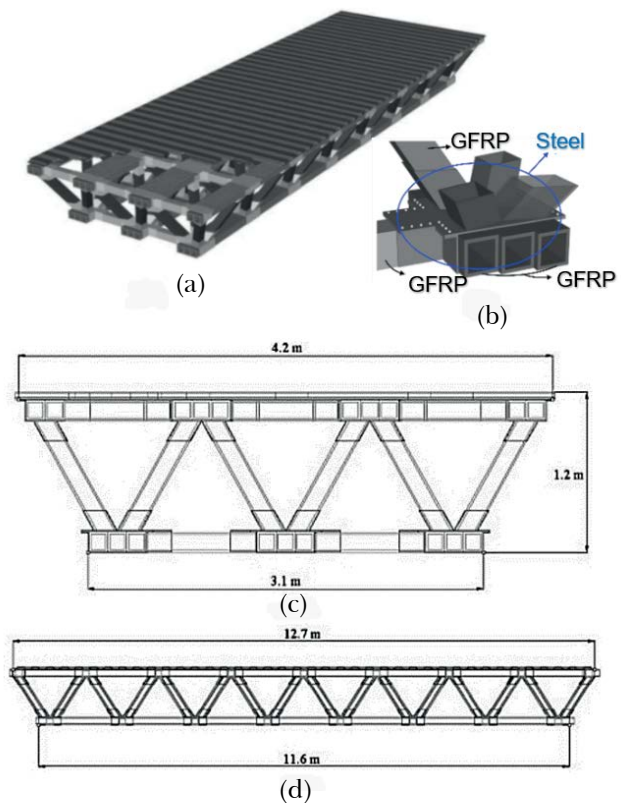 GFRP
Steel
GFRP
GFRP
(a)
(b)
4.2 m
1.2 m
3.1 m
(c)
12.7 m
11.6 m
(d)